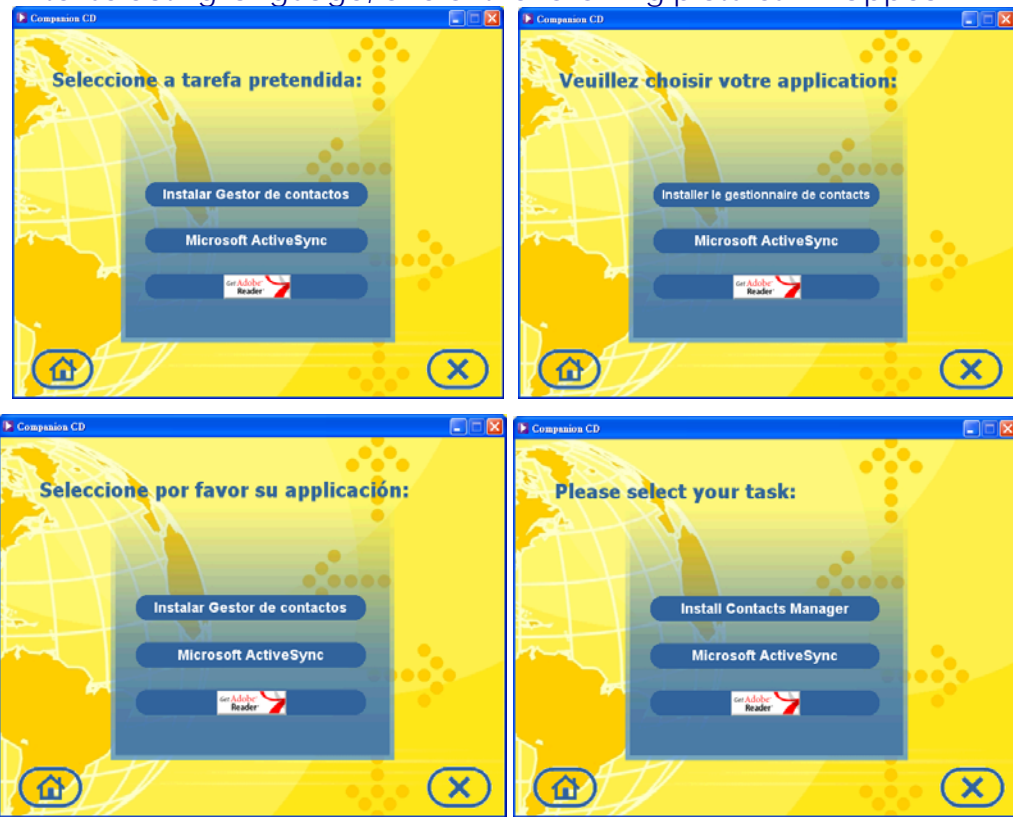 Companion CD
Seleccione a tarefa pretendida:
Instalar Gestor de contactos
Microsoft ActiveSync
Get Adobe
Reader
Companion CD
Veuillez choisir votre application:
Installer le gestionnaire de contacts
Microsoft ActiveSync
Get Adobe
Reader
Companion CD
Seleccione por favor su applicación:
Instalar Gestor de contactos
Microsoft ActiveSync
Get Adobe
Reader
Companion CD
Please select your task:
Install Contacts Manager
Microsoft ActiveSync
Get Adobe
Reader